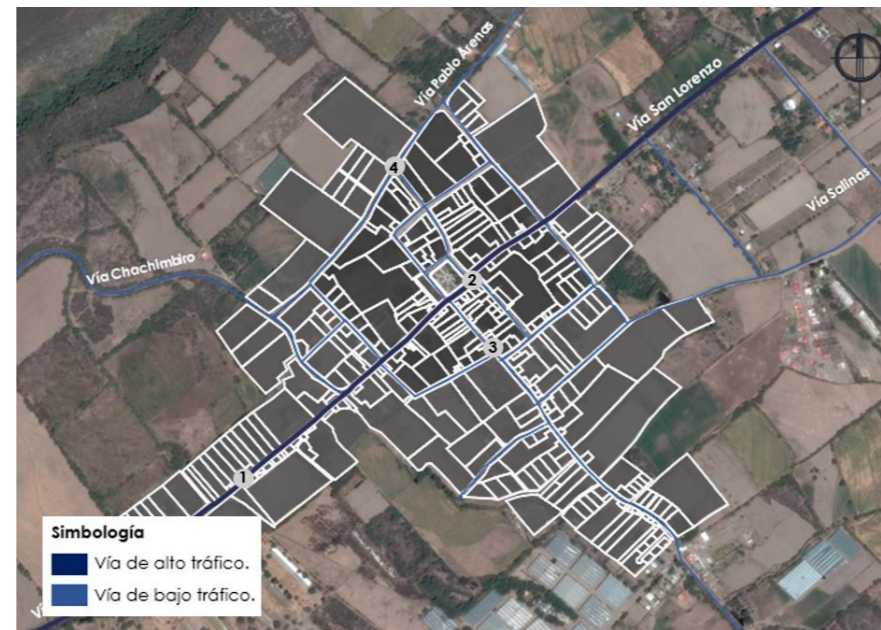 Vía Pablo Arenas
Vía San Lorenzo
4
Vía Salinas
Vía Chachimbiro
2
3
1
Simbología
Vía de alto tráfico.
Vía de bajo tráfico.